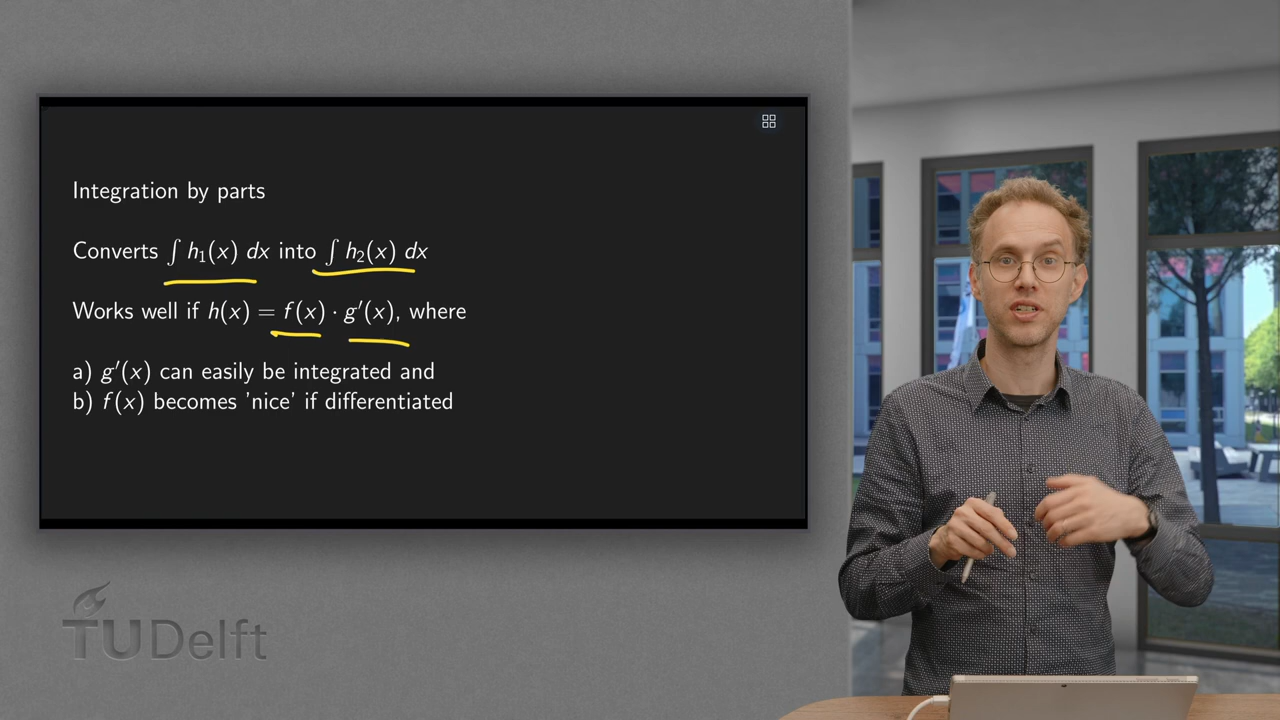 Integration by parts
Converts ∫ h₁(x) dx into ∫ h₂(x) dx
Works well if h(x) = f(x) · g′(x), where
a) g′(x) can easily be integrated and
b) f(x) becomes 'nice' if differentiated
TUDelft